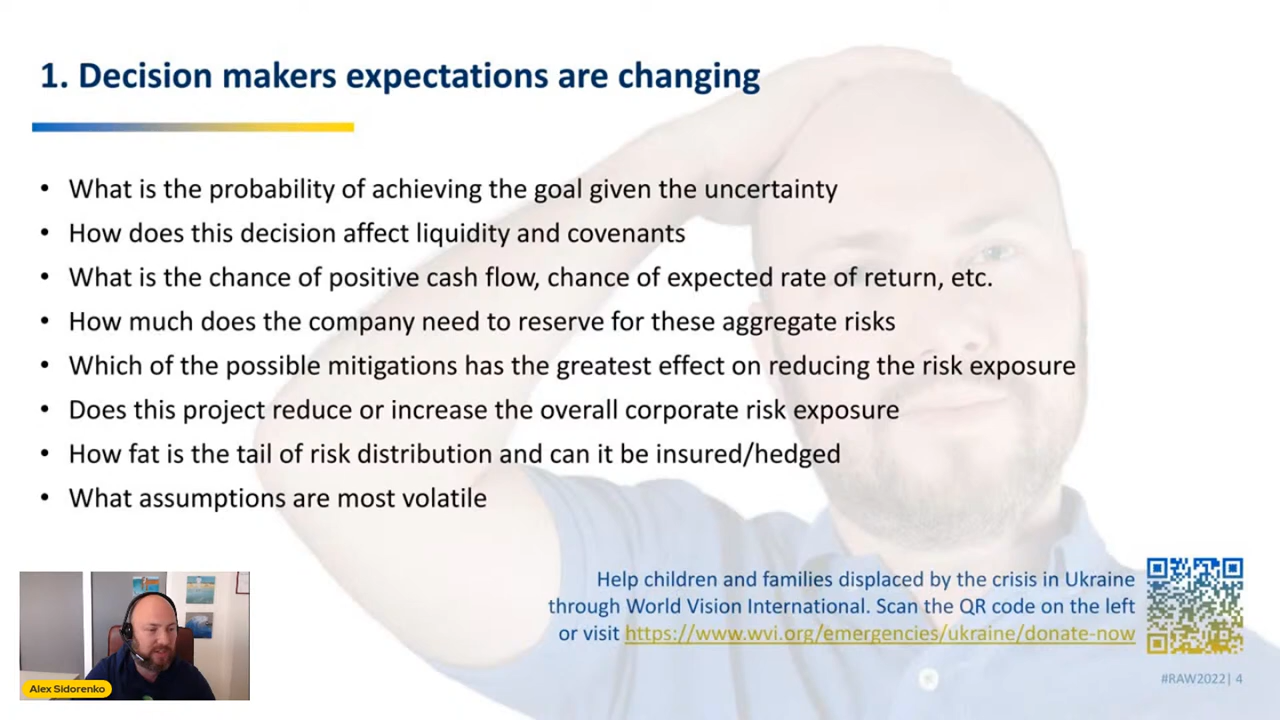 1. Decision makers expectations are changing
• What is the probability of achieving the goal given the uncertainty
• How does this decision affect liquidity and covenants
• What is the chance of positive cash flow, chance of expected rate of return, etc.
• How much does the company need to reserve for these aggregate risks
• Which of the possible mitigations has the greatest effect on reducing the risk exposure
• Does this project reduce or increase the overall corporate risk exposure
• How fat is the tail of risk distribution and can it be insured/hedged
• What assumptions are most volatile
Help children and families displaced by the crisis in Ukraine
through World Vision International. Scan the QR code on the left
or visit https://www.wvi.org/emergencies/ukraine/donate-now
Alex Sidorenko
#RAW2022| 4